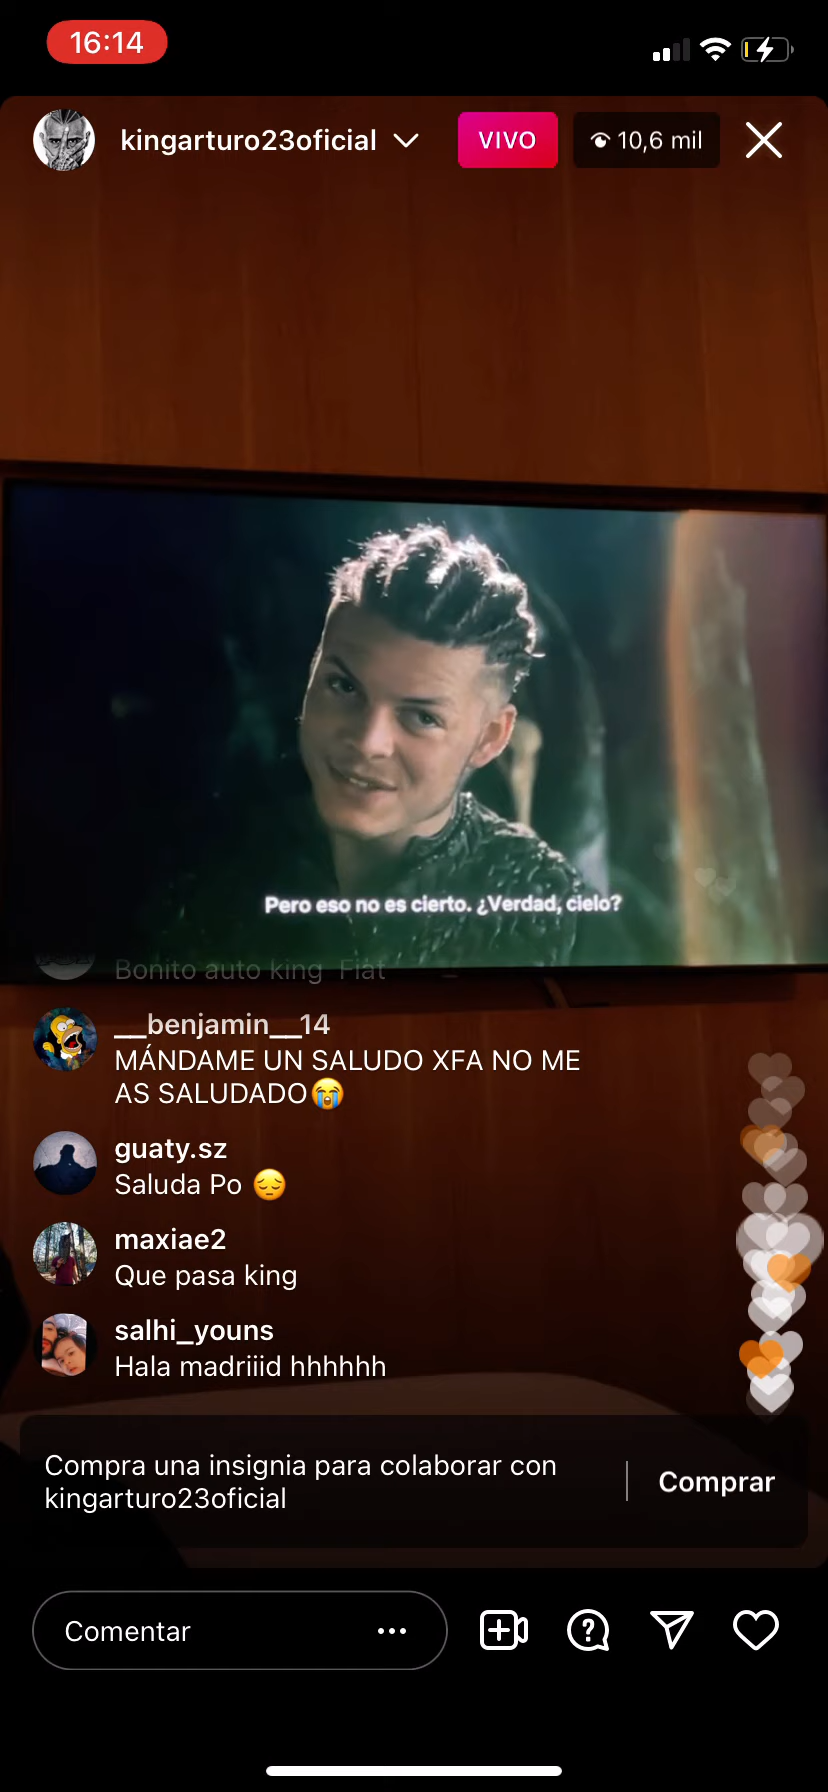 16:14
kingarturo23oficial
VIVO
10,6 mil
Pero eso no es cierto. ¿Verdad, cielo?
Bonito auto king Fiat
__benjamin__14
MÁNDAME UN SALUDO XFA NO ME
AS SALUDADO😭
guaty.sz
Saluda Po 😔
maxiae2
Que pasa king
salhi_youns
Hala madriiid hhhhhh
Compra una insignia para colaborar con
kingarturo23oficial
Comprar
Comentar